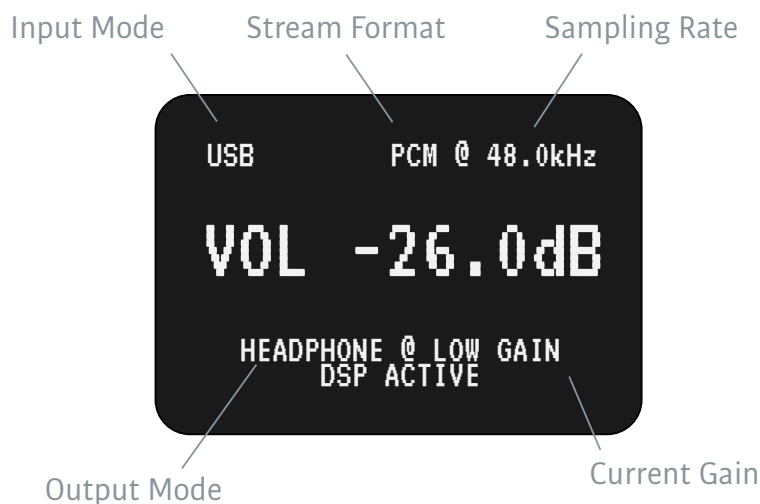 Input Mode Stream Format Sampling Rate
USB PCM @ 48.0kHz
VOL -26.0dB
HEADPHONE @ LOW GAIN
DSP ACTIVE
Current Gain
Output Mode